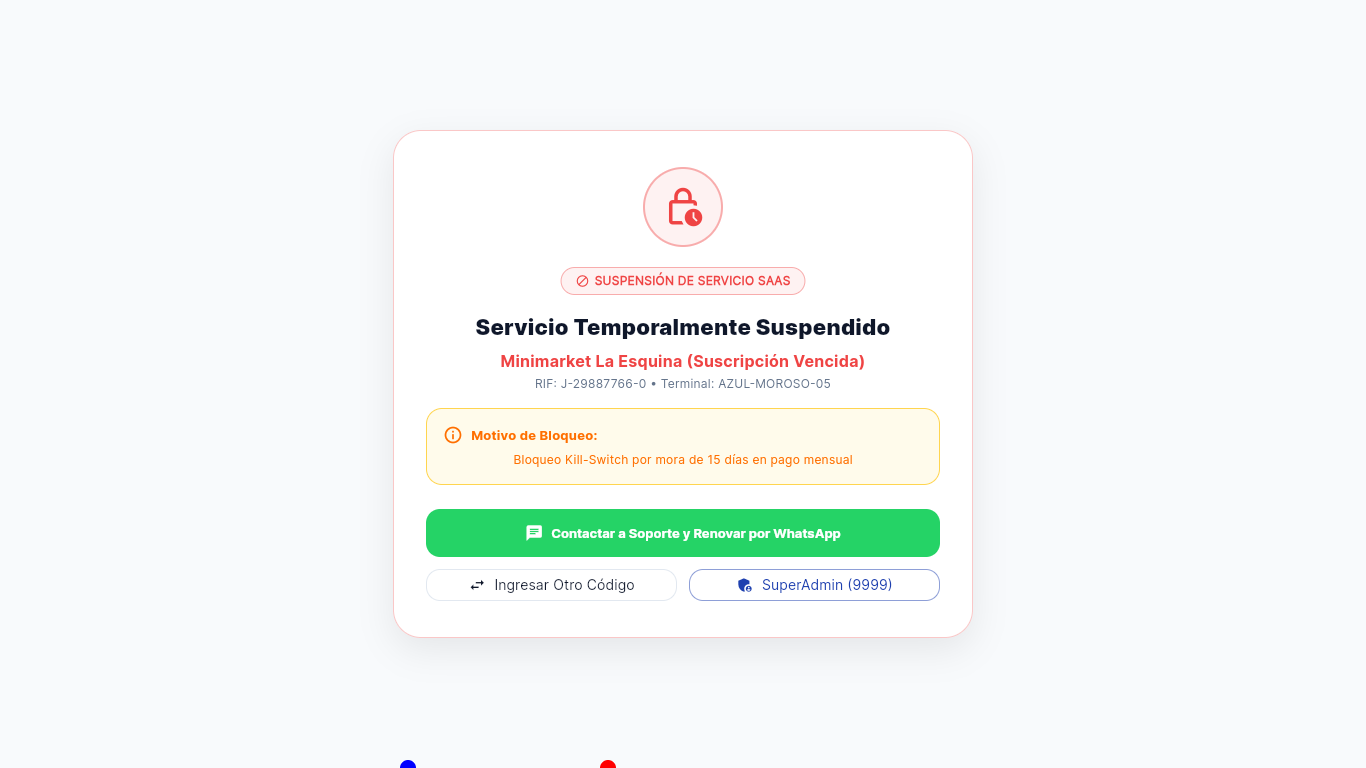 SUSPENSIÓN DE SERVICIO SAAS
Servicio Temporalmente Suspendido
Minimarket La Esquina (Suscripción Vencida)
RIF: J-29887766-0 • Terminal: AZUL-MOROSO-05
Motivo de Bloqueo:
Bloqueo Kill-Switch por mora de 15 días en pago mensual
Contactar a Soporte y Renovar por WhatsApp
Ingresar Otro Código
SuperAdmin (9999)